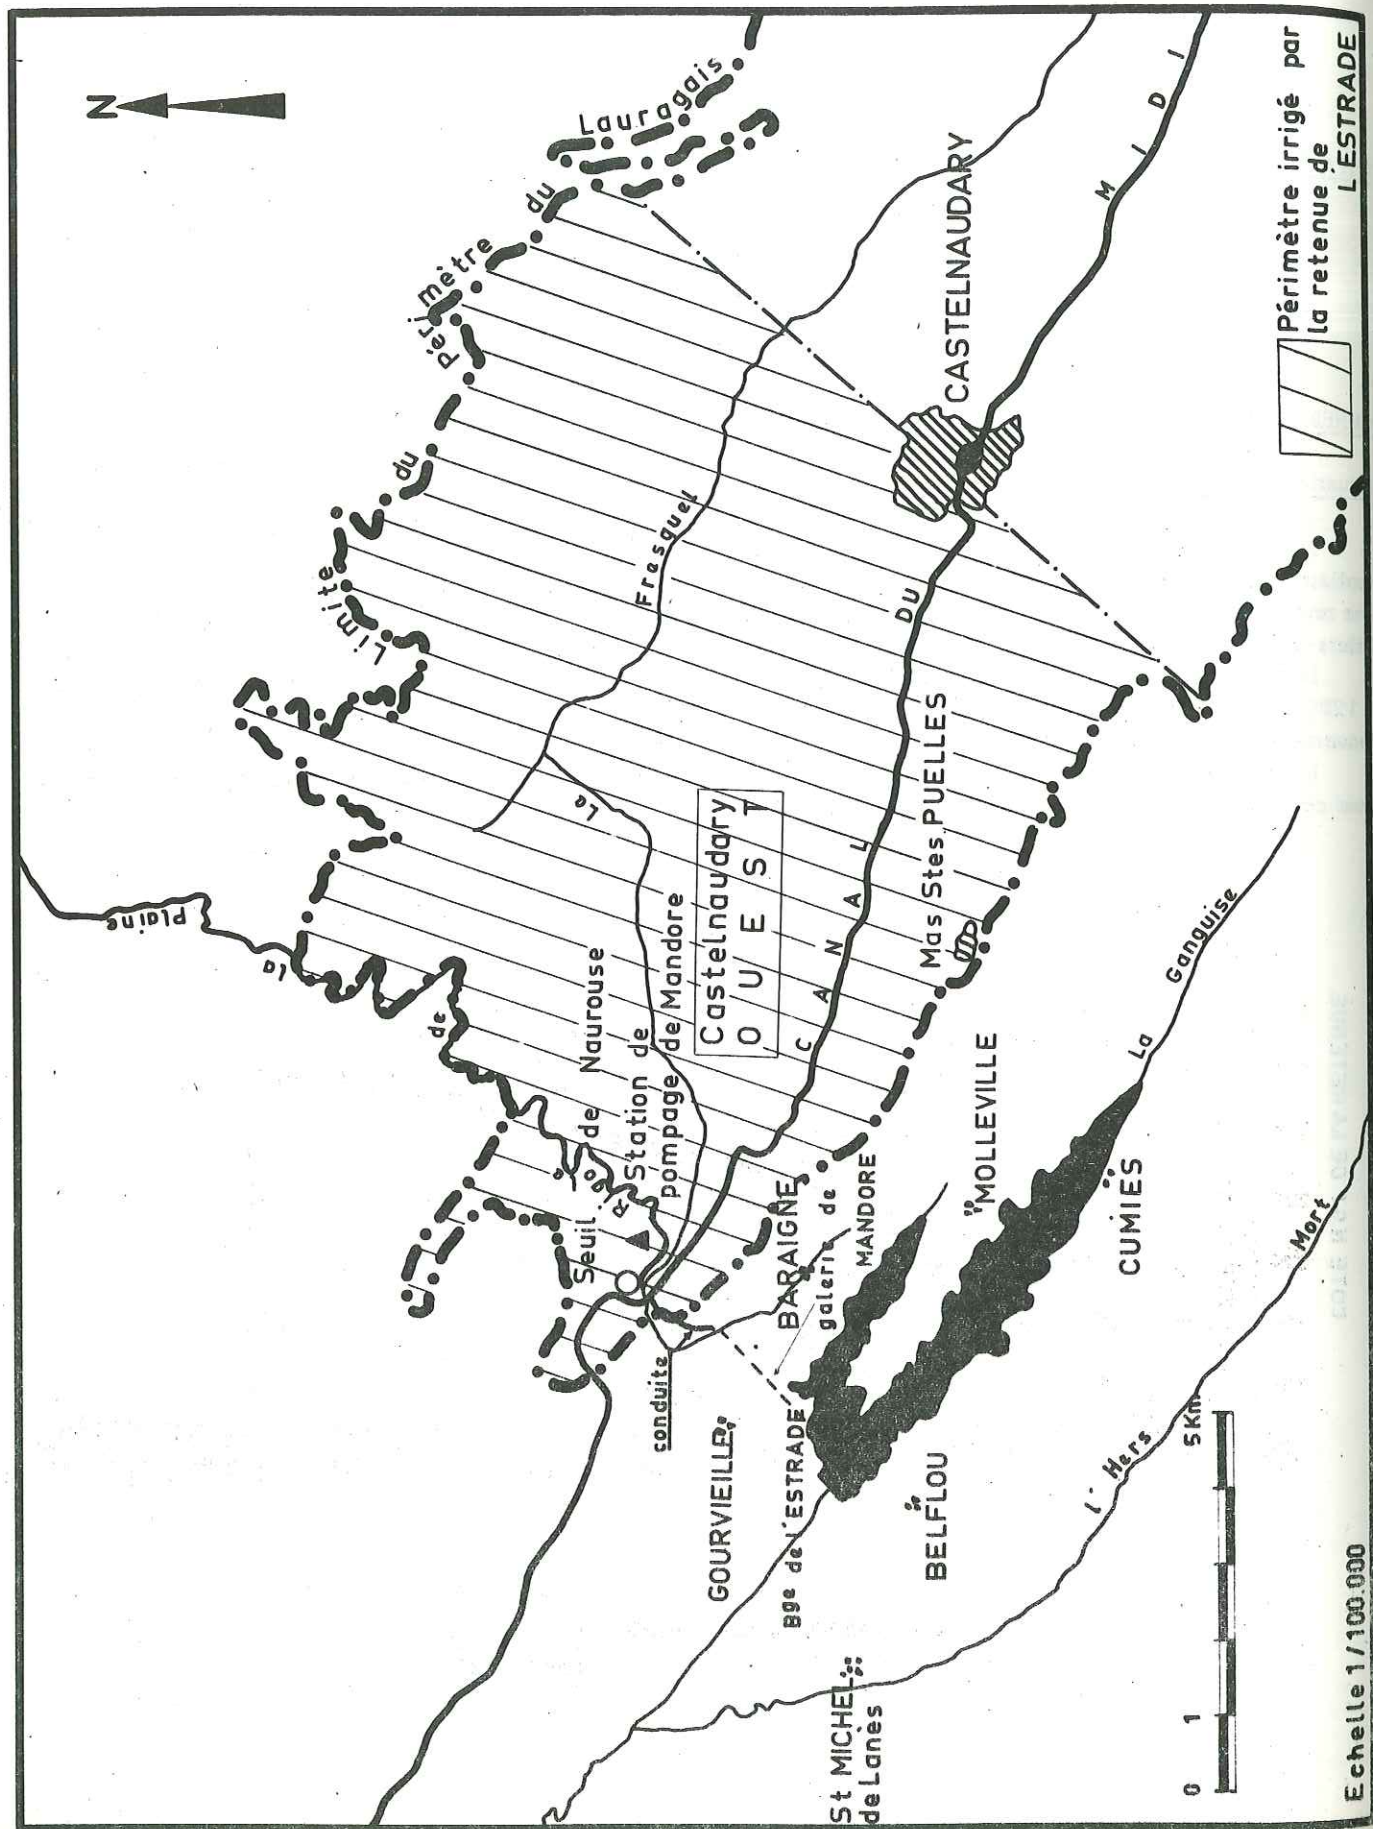 N
Lauragais
Limite du Périmètre du
Périmètre irrigé par
la retenue de
L'ESTRADE
Plaine
la
de
Rigole
Fresquel
Le
CASTELNAUDARY
Castelnaudary
OUEST
Seuil de Naurouse
Station de
pompage de Mandore
CANAL DU MIDI
Mas Stes PUELLES
conduite
BARAIGNE
galerie de
MANDORE
GOURVIEILLE
MOLLEVILLE
La Ganguise
Bge de l'ESTRADE
CUMIES
BELFLOU
l'Hers Mort
St MICHEL
de Lanès
0 1 5Km
Echelle 1/100.000